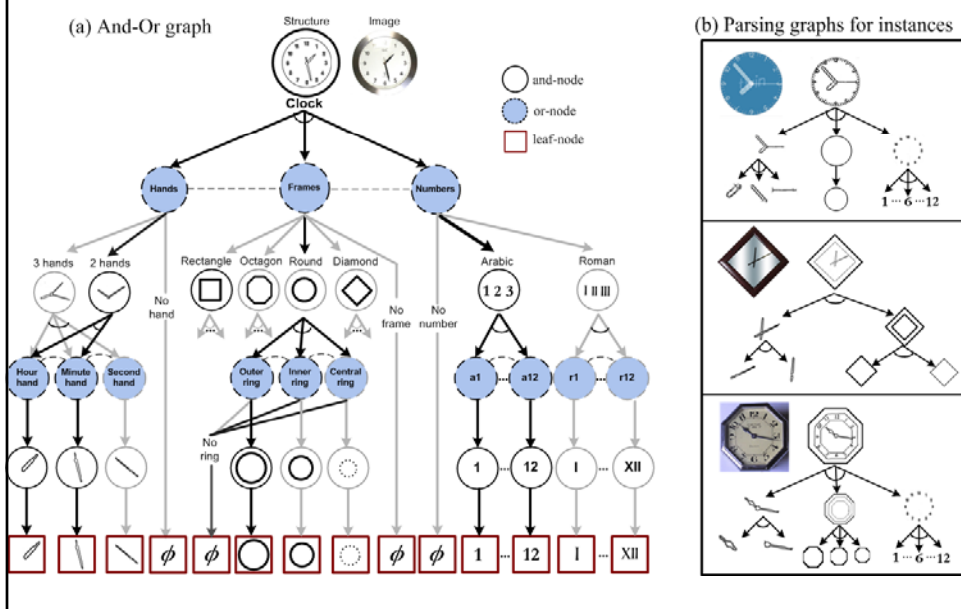 (a) And-Or graph
Structure
Image
Clock
and-node
or-node
leaf-node
Hands
Frames
Numbers
3 hands
2 hands
No
hand
Rectangle
Octagon
Round
Diamond
No
frame
No
number
Arabic
Roman
1 2 3
I II III
Hour
hand
Minute
hand
Second
hand
Outer
ring
Inner
ring
Central
ring
a1
...
a12
r1
...
r12
No
ring
1
...
12
I
...
XII
ϕ
ϕ
ϕ
ϕ
1
...
12
I
...
XII
(b) Parsing graphs for instances
1 ··· 6 ··· 12
1 ··· 6 ··· 12